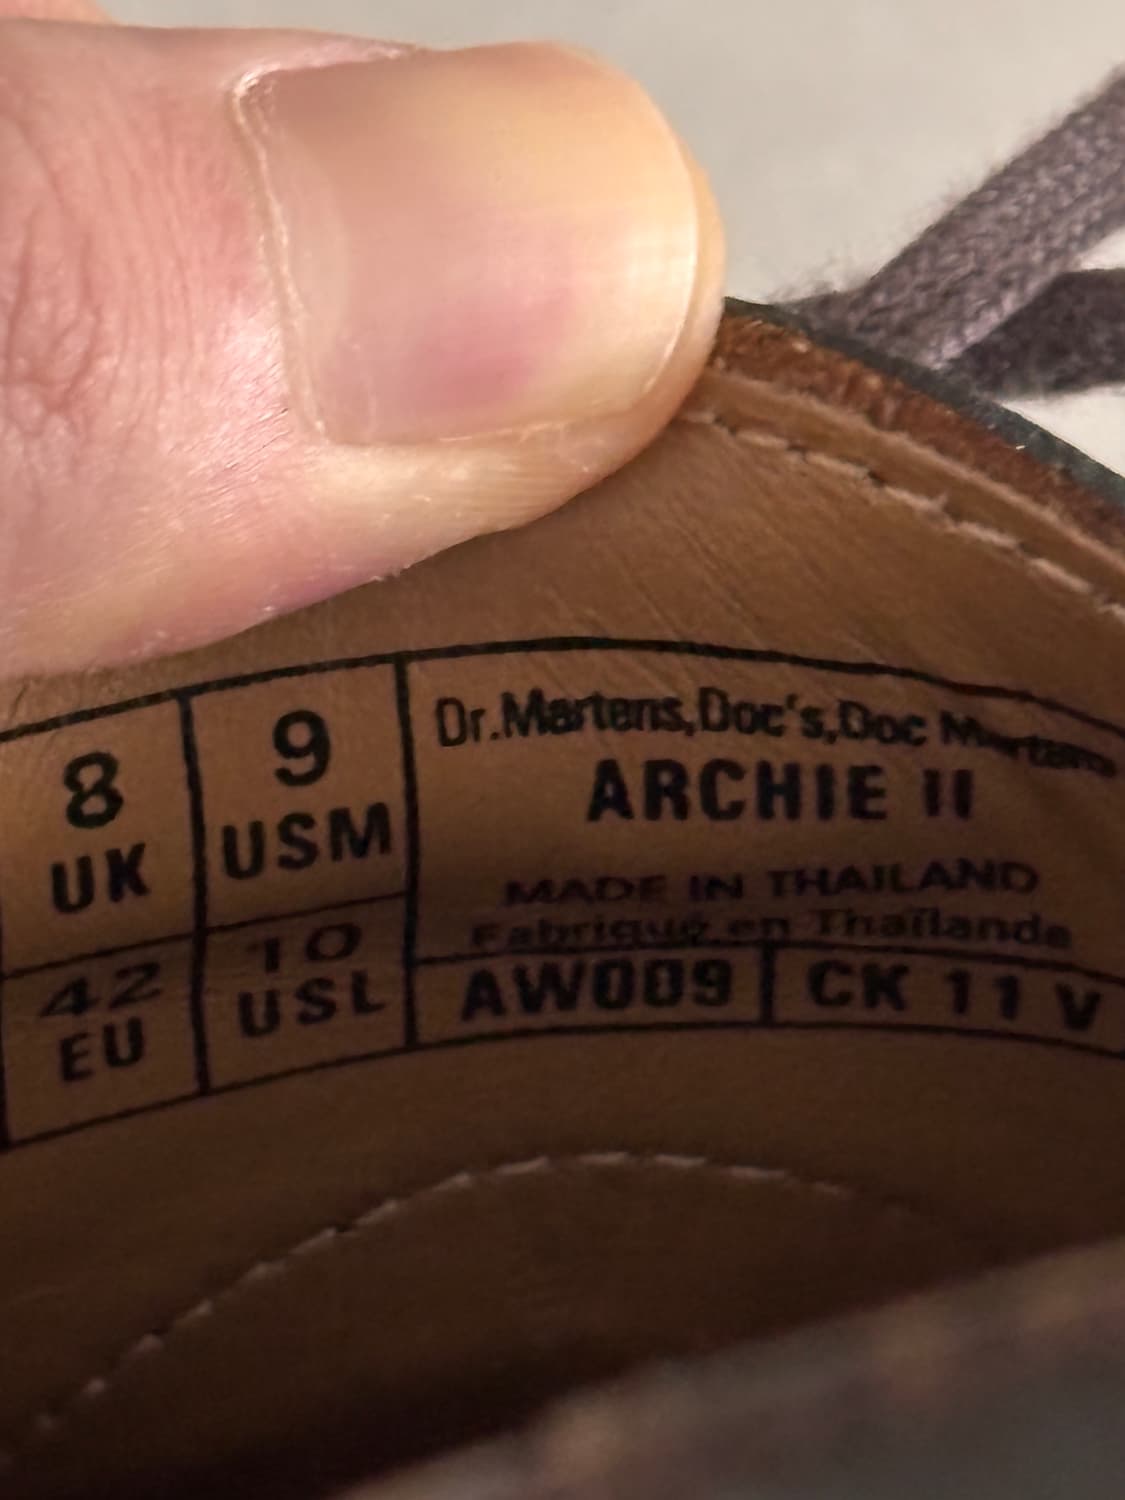 8
UK
9
USM
42
EU
10
USL
Dr.Martens,Doc's,Doc Martens
ARCHIE II
MADE IN THAILAND
Fabriqué en Thaïlande
AW009
CK 11 V